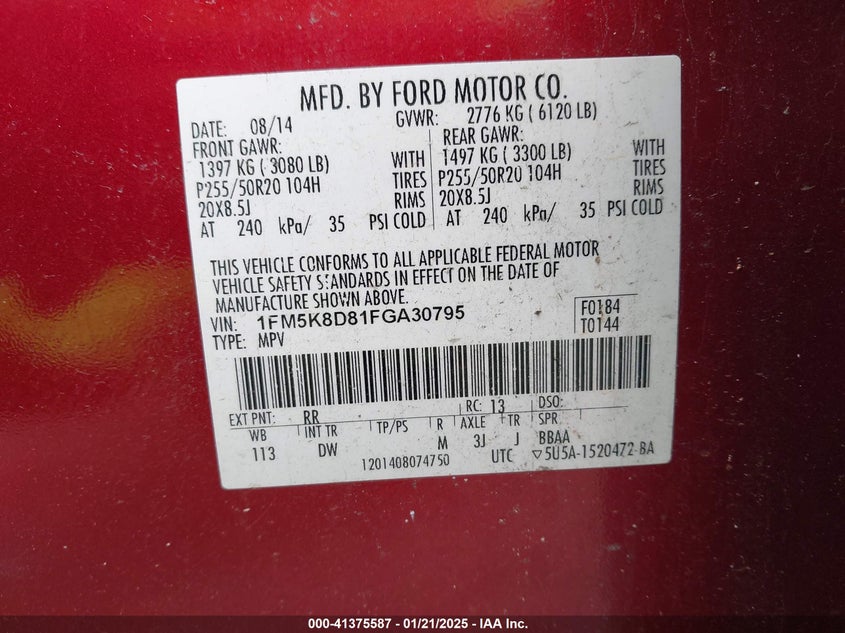 MFD. BY FORD MOTOR CO.
DATE: 08/14 GVWR: 2776 KG ( 6120 LB)
FRONT GAWR: REAR GAWR:
1397 KG ( 3080 LB) WITH 1497 KG ( 3300 LB) WITH
P255/50R20 104H TIRES P255/50R20 104H TIRES
20X8.5J RIMS 20X8.5J RIMS
AT 240 kPa/ 35 PSI COLD AT 240 kPa/ 35 PSI COLD
THIS VEHICLE CONFORMS TO ALL APPLICABLE FEDERAL MOTOR
VEHICLE SAFETY STANDARDS IN EFFECT ON THE DATE OF
MANUFACTURE SHOWN ABOVE.
VIN: 1FM5K8D81FGA30795 F0184
TYPE: MPV T0144
EXT PNT: RR RC: 13 DSO:
WB INT TR TP/PS R AXLE TR SPR
113 DW M 3J J BBAA
1201408074750 UTC ▽5U5A-1520472-BA
000-41375587 - 01/21/2025 - IAA Inc.